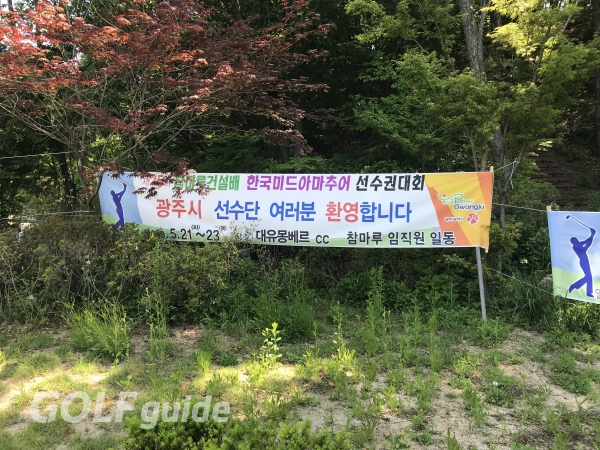 한국미드아마추어 선수권대회
광주시 선수단 여러분 환영합니다
5.21 ~23 대유몽베르 CC 참마루 임직원 일동
Gwangju
GOLF guide